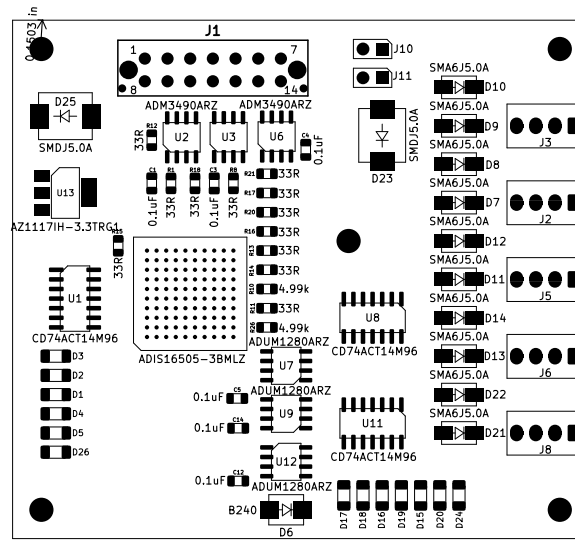 0.1503 in
J1
1
7
8
14
J10
J11
SMA6J5.0A
D10
D25
SMDJ5.0A
ADM3490ARZ
ADM3490ARZ
R12
33R
U2
U3
U6
C4
0.1uF
SMDJ5.0A
D23
SMA6J5.0A
D9
J3
SMA6J5.0A
D8
U13
AZ1117IH-3.3TRG1
C1
0.1uF
R1
33R
R18
33R
C3
0.1uF
R8
33R
R21
33R
R17
33R
R20
33R
R16
33R
R13
33R
R14
33R
R10
4.99k
R11
33R
R26
4.99k
SMA6J5.0A
D7
J2
SMA6J5.0A
D12
R15
33R
SMA6J5.0A
D11
J5
U1
CD74ACT14M96
ADIS16505-3BMLZ
SMA6J5.0A
D14
U8
CD74ACT14M96
SMA6J5.0A
D13
J6
ADUM1280ARZ
U7
D3
D2
D1
D4
D5
D26
ADUM1280ARZ
C5
0.1uF
U9
C14
0.1uF
SMA6J5.0A
D22
U11
CD74ACT14M96
SMA6J5.0A
D21
J8
U12
C12
0.1uF
ADUM1280ARZ
B240
D6
D17
D18
D16
D19
D15
D20
D24